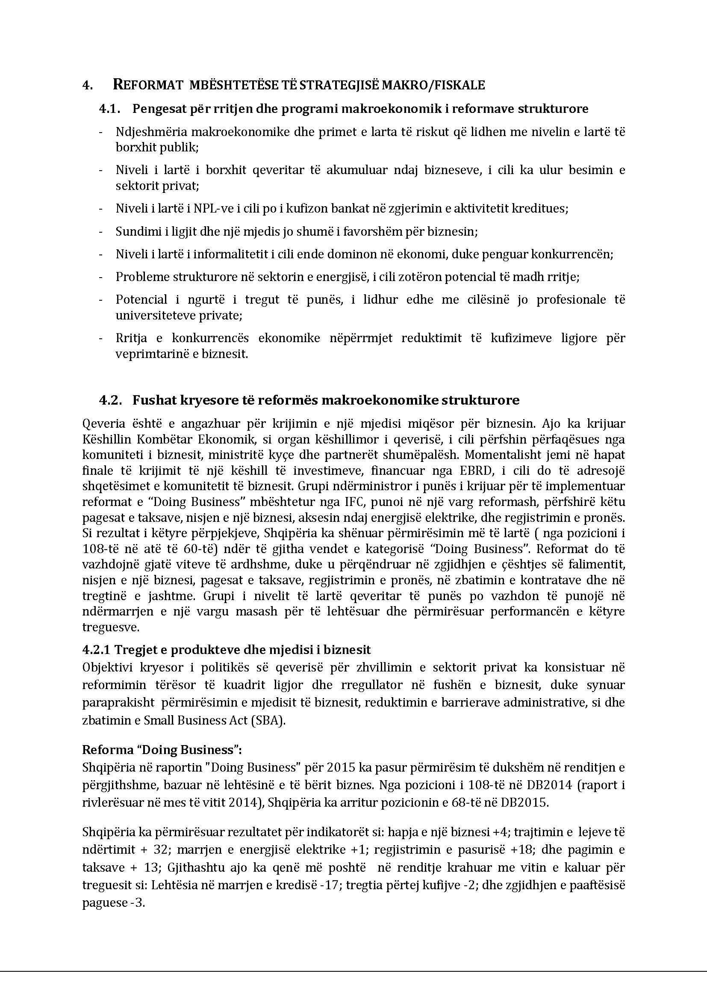 4. REFORMAT MBËSHTETËSE TË STRATEGJISË MAKRO/FISKALE
4.1. Pengesat për rritjen dhe programi makroekonomik i reformave strukturore
- Ndjeshmëria makroekonomike dhe primet e larta të riskut që lidhen me nivelin e lartë të
borxhit publik;
- Niveli i lartë i borxhit qeveritar të akumuluar ndaj bizneseve, i cili ka ulur besimin e
sektorit privat;
- Niveli i lartë i NPL-ve i cili po i kufizon bankat në zgjerimin e aktivitetit kreditues;
- Sundimi i ligjit dhe një mjedis jo shumë i favorshëm për biznesin;
- Niveli i lartë i informalitetit i cili ende dominon në ekonomi, duke penguar konkurrencën;
- Probleme strukturore në sektorin e energjisë, i cili zotëron potencial të madh rritje;
- Potencial i ngurtë i tregut të punës, i lidhur edhe me cilësinë jo profesionale të
universiteteve private;
- Rritja e konkurrencës ekonomike nëpërrmjet reduktimit të kufizimeve ligjore për
veprimtarinë e biznesit.
4.2. Fushat kryesore të reformës makroekonomike strukturore
Qeveria është e angazhuar për krijimin e një mjedisi miqësor për biznesin. Ajo ka krijuar
Këshillin Kombëtar Ekonomik, si organ këshillimor i qeverisë, i cili përfshin përfaqësues nga
komuniteti i biznesit, ministritë kyçe dhe partnerët shumëpalësh. Momentalisht jemi në hapat
finale të krijimit të një këshill të investimeve, financuar nga EBRD, i cili do të adresojë
shqetësimet e komunitetit të biznesit. Grupi ndërministror i punës i krijuar për të implementuar
reformat e “Doing Business” mbështetur nga IFC, punoi në një varg reformash, përfshirë këtu
pagesat e taksave, nisjen e një biznesi, aksesin ndaj energjisë elektrike, dhe regjistrimin e pronës.
Si rezultat i këtyre përpjekjeve, Shqipëria ka shënuar përmirësimin më të lartë ( nga pozicioni i
108-të në atë të 60-të) ndër të gjitha vendet e kategorisë “Doing Business”. Reformat do të
vazhdojnë gjatë viteve të ardhshme, duke u përqëndruar në zgjidhjen e çështjes së falimentit,
nisjen e një biznesi, pagesat e taksave, regjistrimin e pronës, në zbatimin e kontratave dhe në
tregtinë e jashtme. Grupi i nivelit të lartë qeveritar të punës po vazhdon të punojë në
ndërmarrjen e një vargu masash për të lehtësuar dhe përmirësuar performancën e këtyre
treguesve.
4.2.1 Tregjet e produkteve dhe mjedisi i biznesit
Objektivi kryesor i politikës së qeverisë për zhvillimin e sektorit privat ka konsistuar në
reformimin tërësor të kuadrit ligjor dhe rregullator në fushën e biznesit, duke synuar
paraprakisht përmirësimin e mjedisit të biznesit, reduktimin e barrierave administrative, si dhe
zbatimin e Small Business Act (SBA).
Reforma “Doing Business”:
Shqipëria në raportin "Doing Business" për 2015 ka pasur përmirësim të dukshëm në renditjen e
përgjithshme, bazuar në lehtësinë e të bërit biznes. Nga pozicioni i 108-të në DB2014 (raport i
rivlerësuar në mes të vitit 2014), Shqipëria ka arritur pozicionin e 68-të në DB2015.
Shqipëria ka përmirësuar rezultatet për indikatorët si: hapja e një biznesi +4; trajtimin e lejeve të
ndërtimit + 32; marrjen e energjisë elektrike +1; regjistrimin e pasurisë +18; dhe pagimin e
taksave + 13; Gjithashtu ajo ka qenë më poshtë në renditje krahuar me vitin e kaluar për
treguesit si: Lehtësia në marrjen e kredisë -17; tregtia përtej kufijve -2; dhe zgjidhjen e paaftësisë
paguese -3.